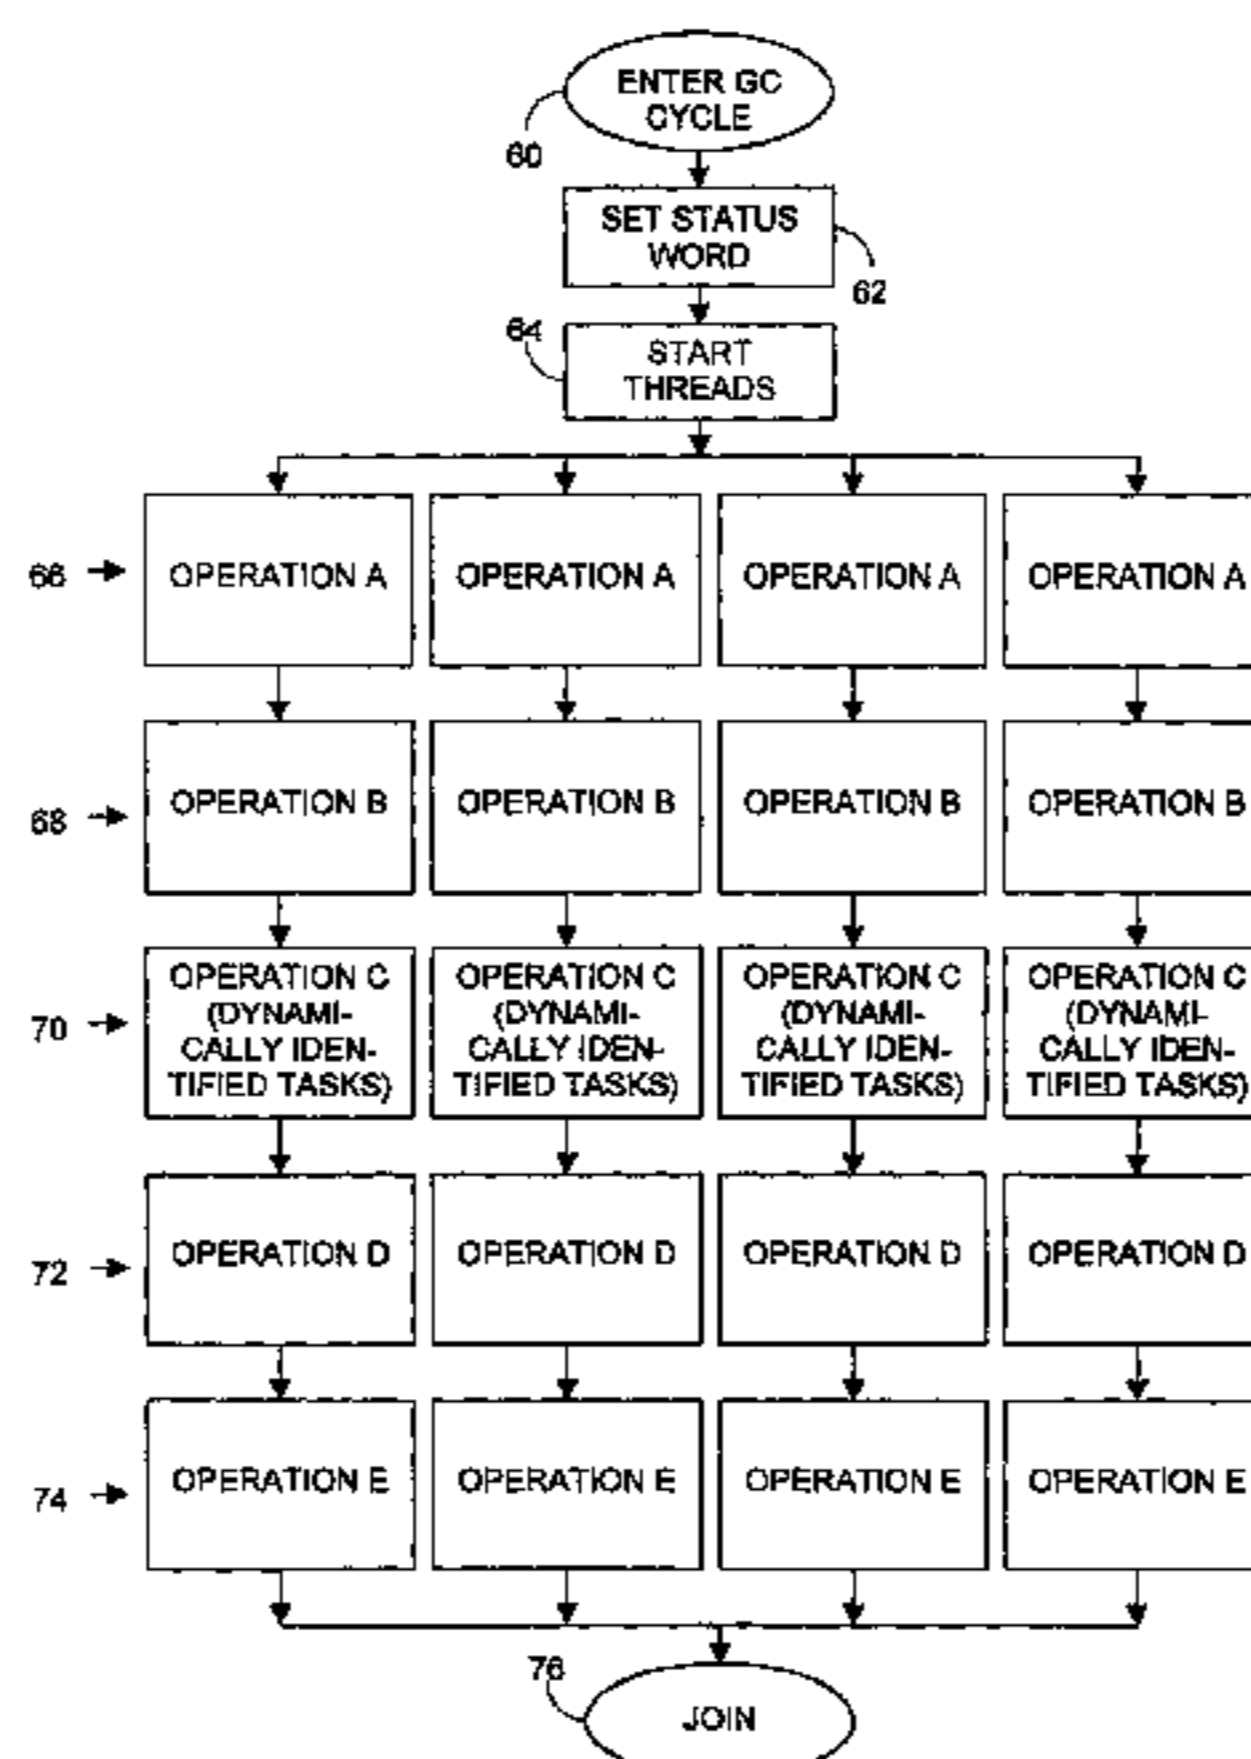 ENTER GC
CYCLE
60
SET STATUS
WORD
62
64
START
THREADS
66
OPERATION A
OPERATION A
OPERATION A
OPERATION A
68
OPERATION B
OPERATION B
OPERATION B
OPERATION B
70
OPERATION C
(DYNAMI-
CALLY IDEN-
TIFIED TASKS)
OPERATION C
(DYNAMI-
CALLY IDEN-
TIFIED TASKS)
OPERATION C
(DYNAMI-
CALLY IDEN-
TIFIED TASKS)
OPERATION C
(DYNAMI-
CALLY IDEN-
TIFIED TASKS)
72
OPERATION D
OPERATION D
OPERATION D
OPERATION D
74
OPERATION E
OPERATION E
OPERATION E
OPERATION E
76
JOIN